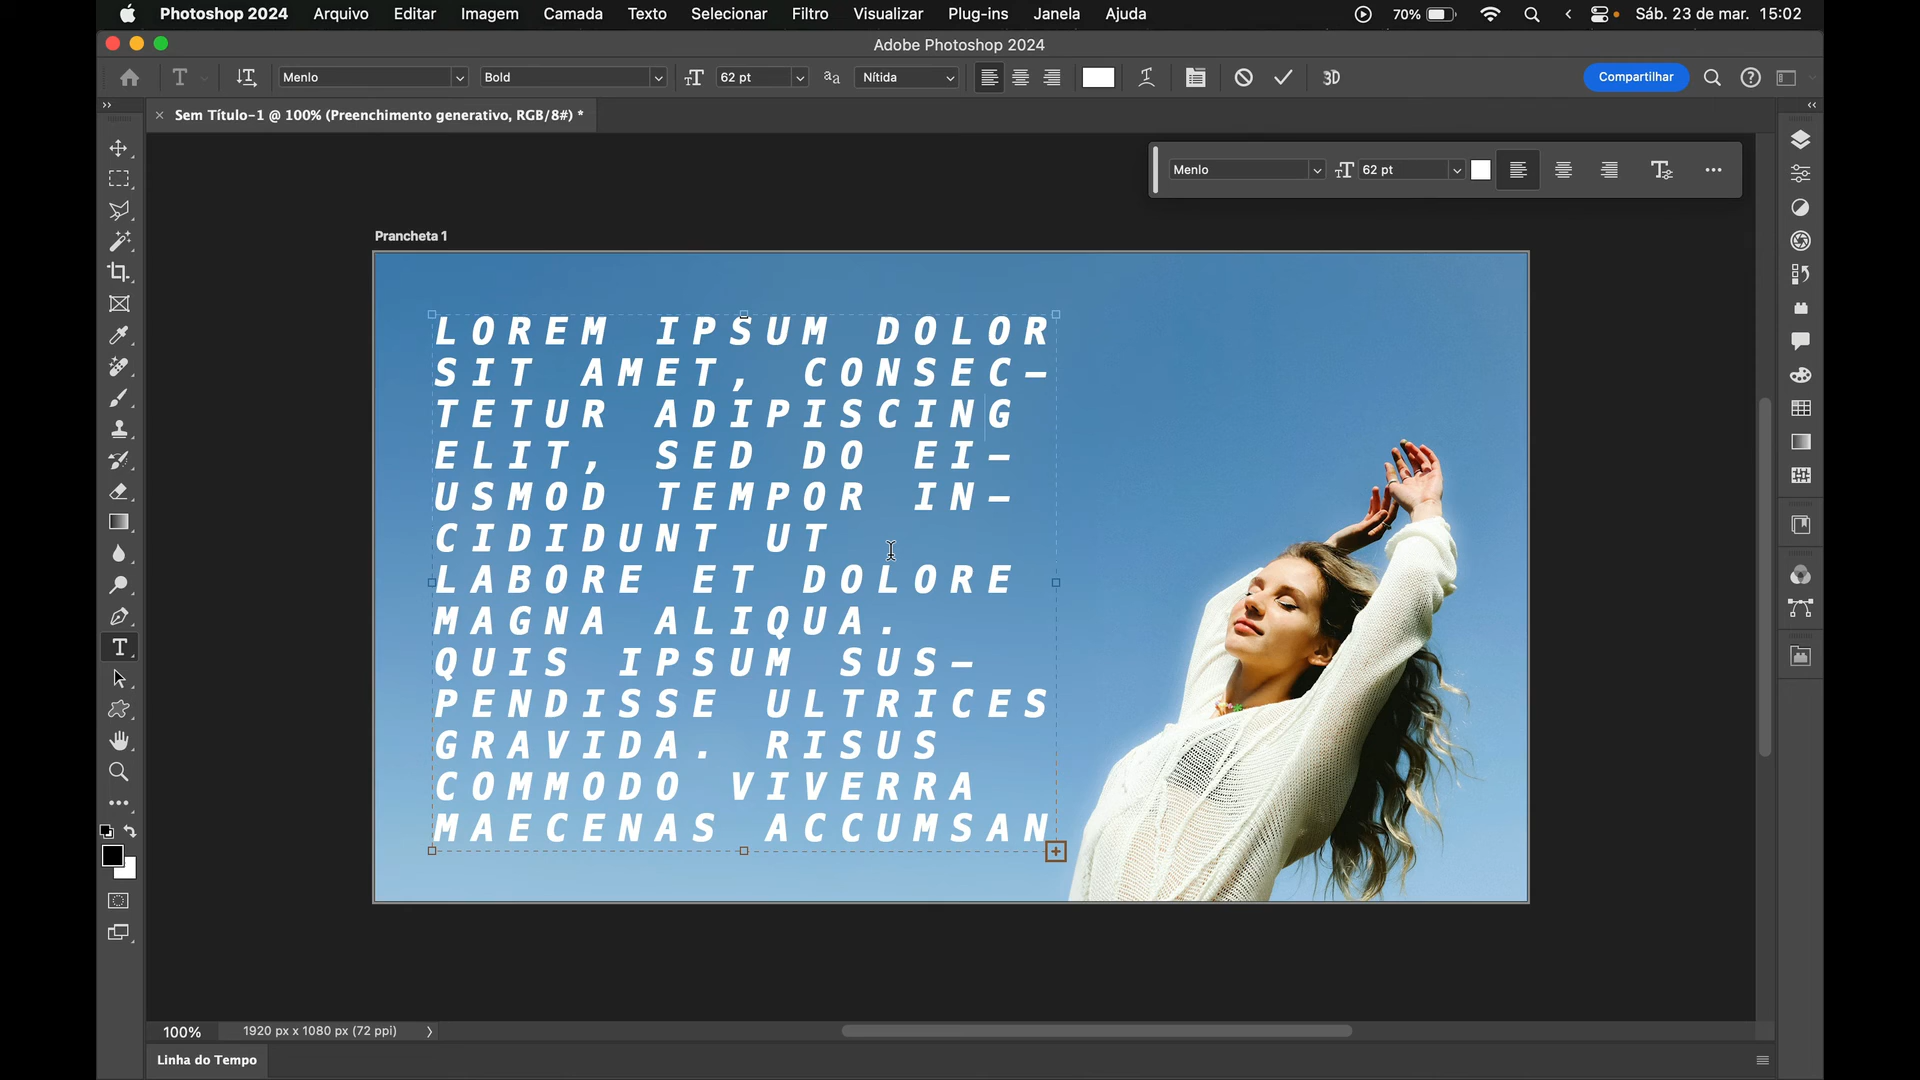 Photoshop 2024 Arquivo Editar Imagem Camada Texto Selecionar Filtro Visualizar Plug-ins Janela Ajuda 70% Sáb. 23 de mar. 15:02
Adobe Photoshop 2024
Menlo Bold 62 pt aa Nítida 3D Compartilhar
Sem Título-1 @ 100% (Preenchimento generativo, RGB/8#) *
Menlo 62 pt
Prancheta 1
LOREM IPSUM DOLOR
SIT AMET, CONSEC-
TETUR ADIPISCING
ELIT, SED DO EI-
USMOD TEMPOR IN-
CIDIDUNT UT
LABORE ET DOLORE
MAGNA ALIQUA.
QUIS IPSUM SUS-
PENDISSE ULTRICES
GRAVIDA. RISUS
COMMODO VIVERRA
MAECENAS ACCUMSAN
100% 1920 px x 1080 px (72 ppi)
Linha do Tempo